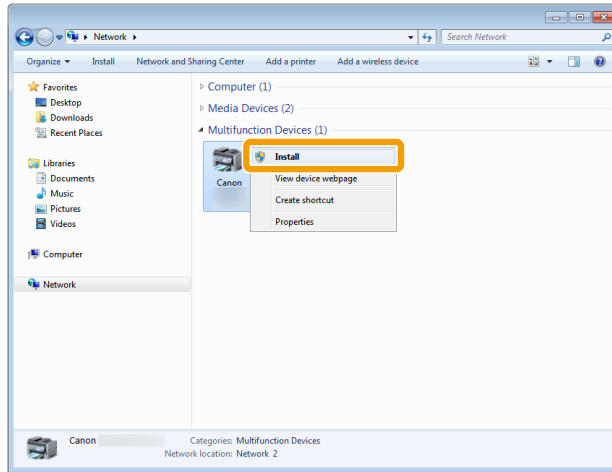 Network
Search Network
Organize Install Network and Sharing Center Add a printer Add a wireless device
Favorites
Desktop
Downloads
Recent Places
Libraries
Documents
Music
Pictures
Videos
Computer
Network
Computer (1)
Media Devices (2)
Multifunction Devices (1)
Canon
Install
View device webpage
Create shortcut
Properties
Canon
Categories: Multifunction Devices
Network location: Network 2